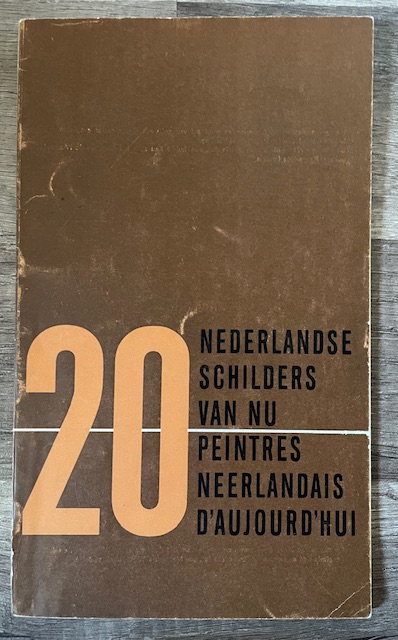 20
NEDERLANDSE
SCHILDERS
VAN NU
PEINTRES
NEERLANDAIS
D'AUJOURD'HUI